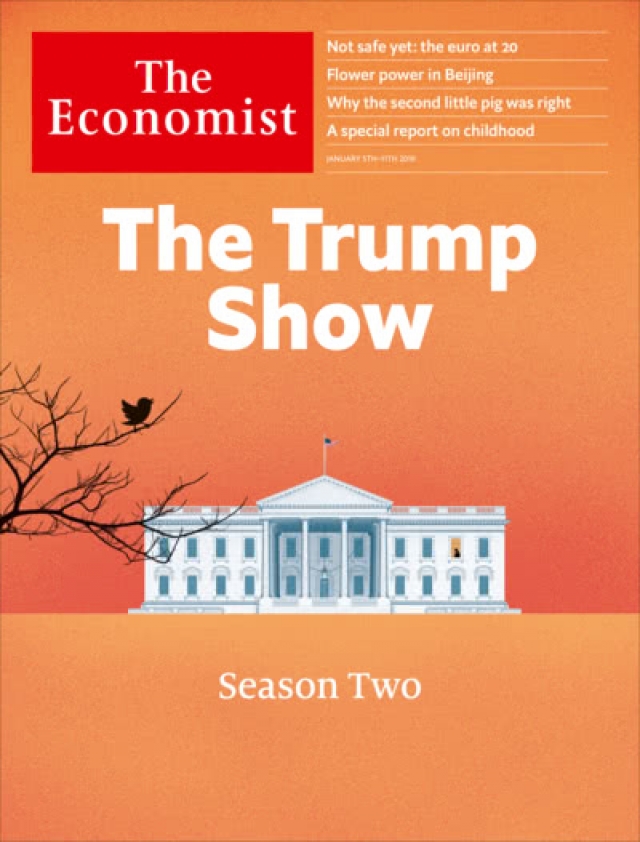 The
Economist
Not safe yet: the euro at 20
Flower power in Beijing
Why the second little pig was right
A special report on childhood
JANUARY 5TH–11TH 2019
The Trump
Show
Season Two